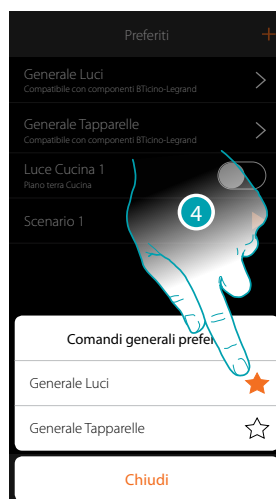 Preferiti +
Generale Luci
Compatibile con componenti BTicino-Legrand
Generale Tapparelle
Compatibile con componenti BTicino-Legrand
Luce Cucina 1
Piano terra Cucina
Scenario 1
4
Comandi generali prefer
Generale Luci
Generale Tapparelle
Chiudi